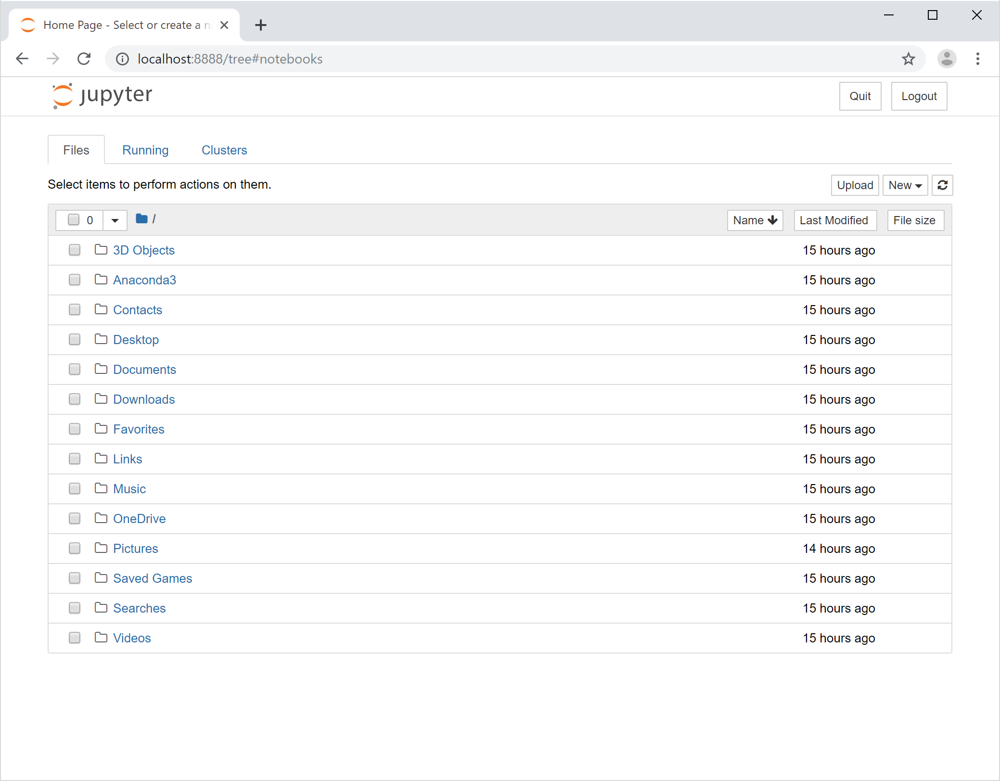 Home Page - Select or create a n
localhost:8888/tree#notebooks
jupyter
Quit Logout
Files Running Clusters
Select items to perform actions on them.
Upload New
0 / Name Last Modified File size
3D Objects 15 hours ago
Anaconda3 15 hours ago
Contacts 15 hours ago
Desktop 15 hours ago
Documents 15 hours ago
Downloads 15 hours ago
Favorites 15 hours ago
Links 15 hours ago
Music 15 hours ago
OneDrive 15 hours ago
Pictures 14 hours ago
Saved Games 15 hours ago
Searches 15 hours ago
Videos 15 hours ago